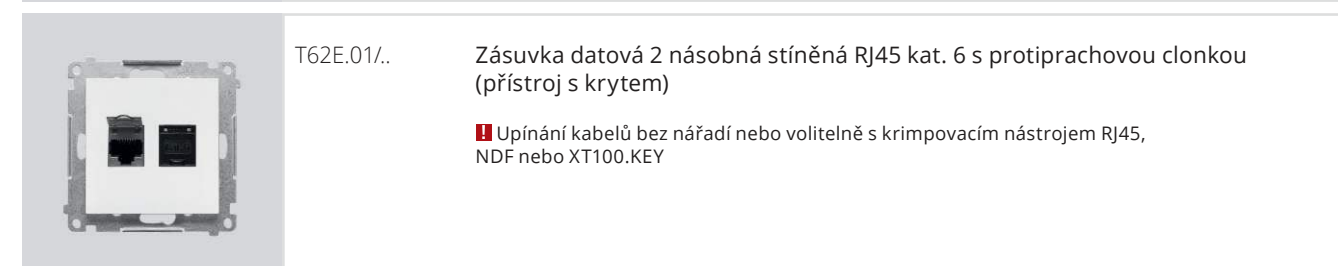 T62E.01/..
Zásuvka datová 2 násobná stíněná RJ45 kat. 6 s protiprachovou clonkou
(přístroj s krytem)
! Upínání kabelů bez nářadí nebo volitelně s krimpovacím nástrojem RJ45,
NDF nebo XT100.KEY